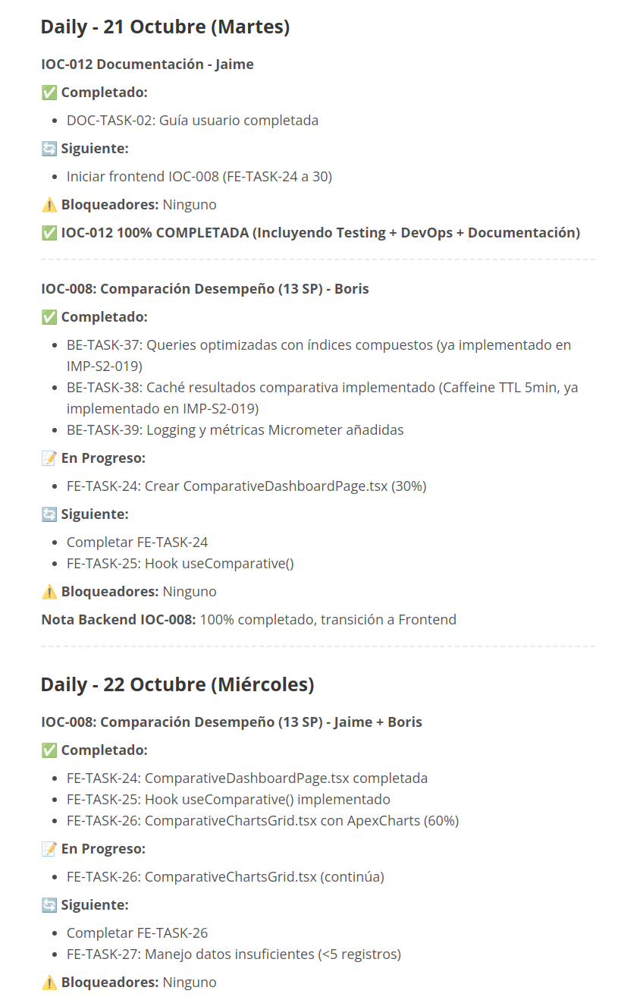 Daily - 21 Octubre (Martes)
IOC-012 Documentación - Jaime
✅ Completado:
• DOC-TASK-02: Guía usuario completada
🔄 Siguiente:
• Iniciar frontend IOC-008 (FE-TASK-24 a 30)
⚠️ Bloqueadores: Ninguno
✅ IOC-012 100% COMPLETADA (Incluyendo Testing + DevOps + Documentación)
IOC-008: Comparación Desempeño (13 SP) - Boris
✅ Completado:
• BE-TASK-37: Queries optimizadas con índices compuestos (ya implementado en
IMP-S2-019)
• BE-TASK-38: Caché resultados comparativa implementado (Caffeine TTL 5min, ya
implementado en IMP-S2-019)
• BE-TASK-39: Logging y métricas Micrometer añadidas
📝 En Progreso:
• FE-TASK-24: Crear ComparativeDashboardPage.tsx (30%)
🔄 Siguiente:
• Completar FE-TASK-24
• FE-TASK-25: Hook useComparative()
⚠️ Bloqueadores: Ninguno
Nota Backend IOC-008: 100% completado, transición a Frontend
Daily - 22 Octubre (Miércoles)
IOC-008: Comparación Desempeño (13 SP) - Jaime + Boris
✅ Completado:
• FE-TASK-24: ComparativeDashboardPage.tsx completada
• FE-TASK-25: Hook useComparative() implementado
• FE-TASK-26: ComparativeChartsGrid.tsx con ApexCharts (60%)
📝 En Progreso:
• FE-TASK-26: ComparativeChartsGrid.tsx (continúa)
🔄 Siguiente:
• Completar FE-TASK-26
• FE-TASK-27: Manejo datos insuficientes (<5 registros)
⚠️ Bloqueadores: Ninguno